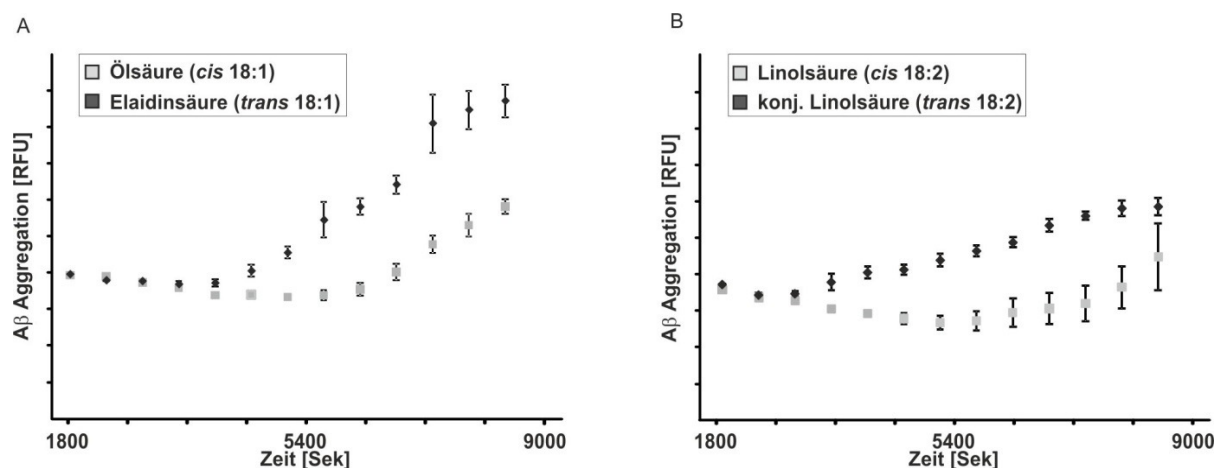 A
Ölsäure (cis 18:1)
Elaidinsäure (trans 18:1)
Aβ Aggregation [RFU]
1800
5400
9000
Zeit [Sek]
B
Linolsäure (cis 18:2)
konj. Linolsäure (trans 18:2)
Aβ Aggregation [RFU]
1800
5400
9000
Zeit [Sek]